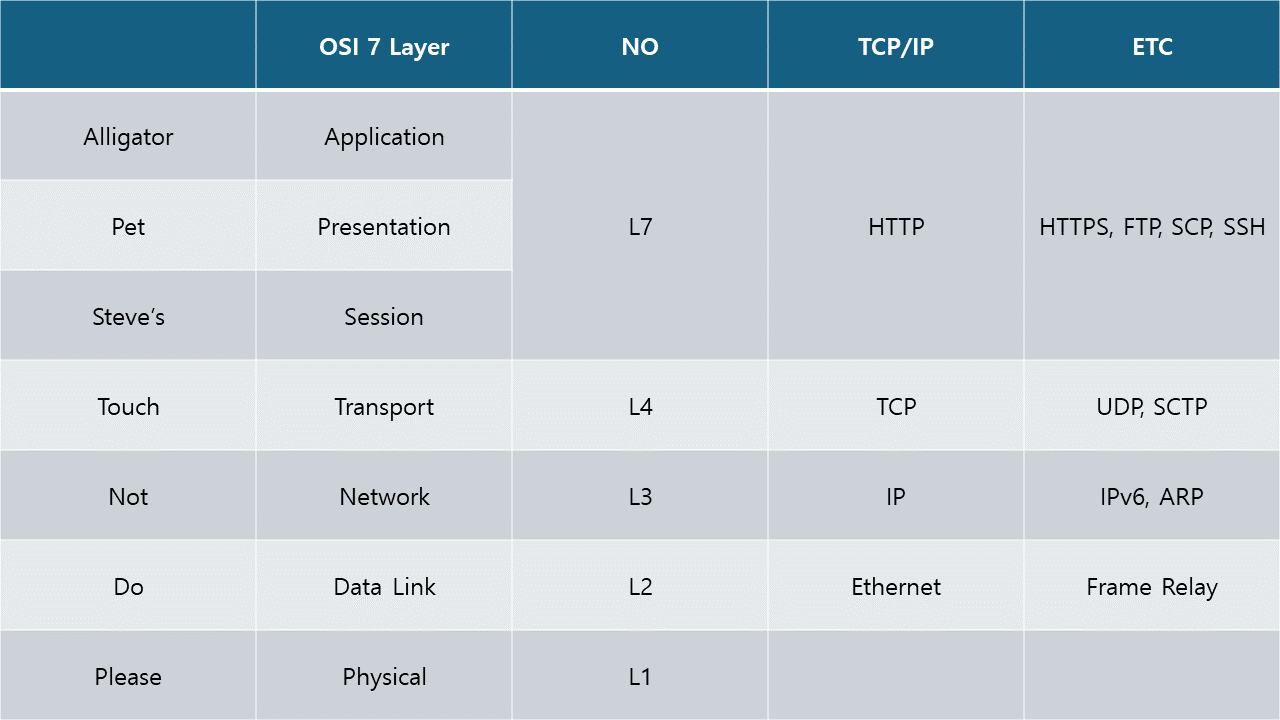 OSI 7 Layer NO TCP/IP ETC
Alligator Application
Pet Presentation L7 HTTP HTTPS, FTP, SCP, SSH
Steve’s Session
Touch Transport L4 TCP UDP, SCTP
Not Network L3 IP IPv6, ARP
Do Data Link L2 Ethernet Frame Relay
Please Physical L1